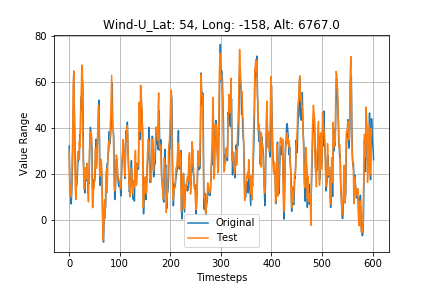 Wind-U_Lat: 54, Long: -158, Alt: 6767.0
Value Range
80
60
40
20
0
0 100 200 300 400 500 600
Timesteps
Original
Test